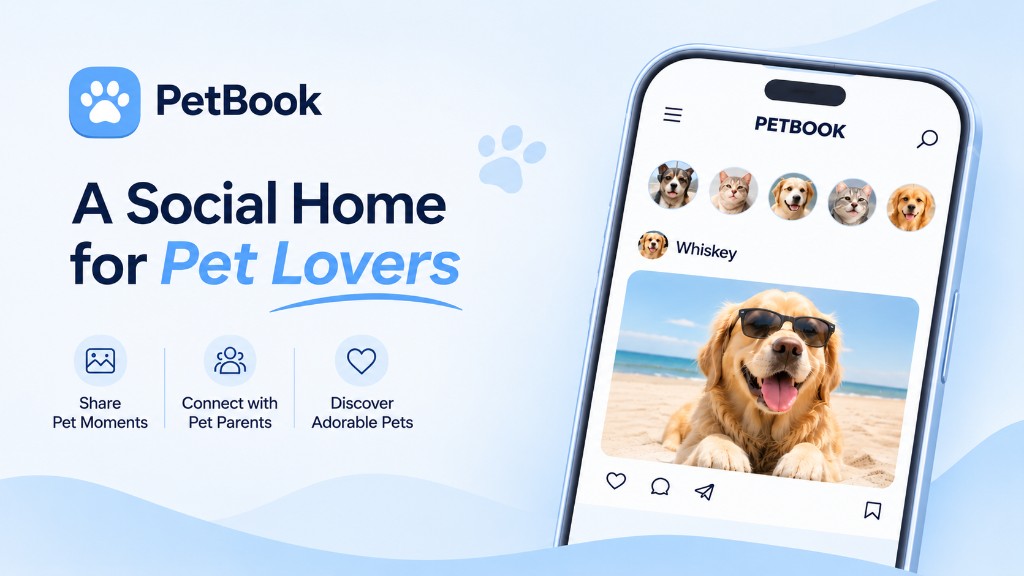 PetBook
A Social Home
for Pet Lovers
Share
Pet Moments
Connect with
Pet Parents
Discover
Adorable Pets
PETBOOK
Whiskey